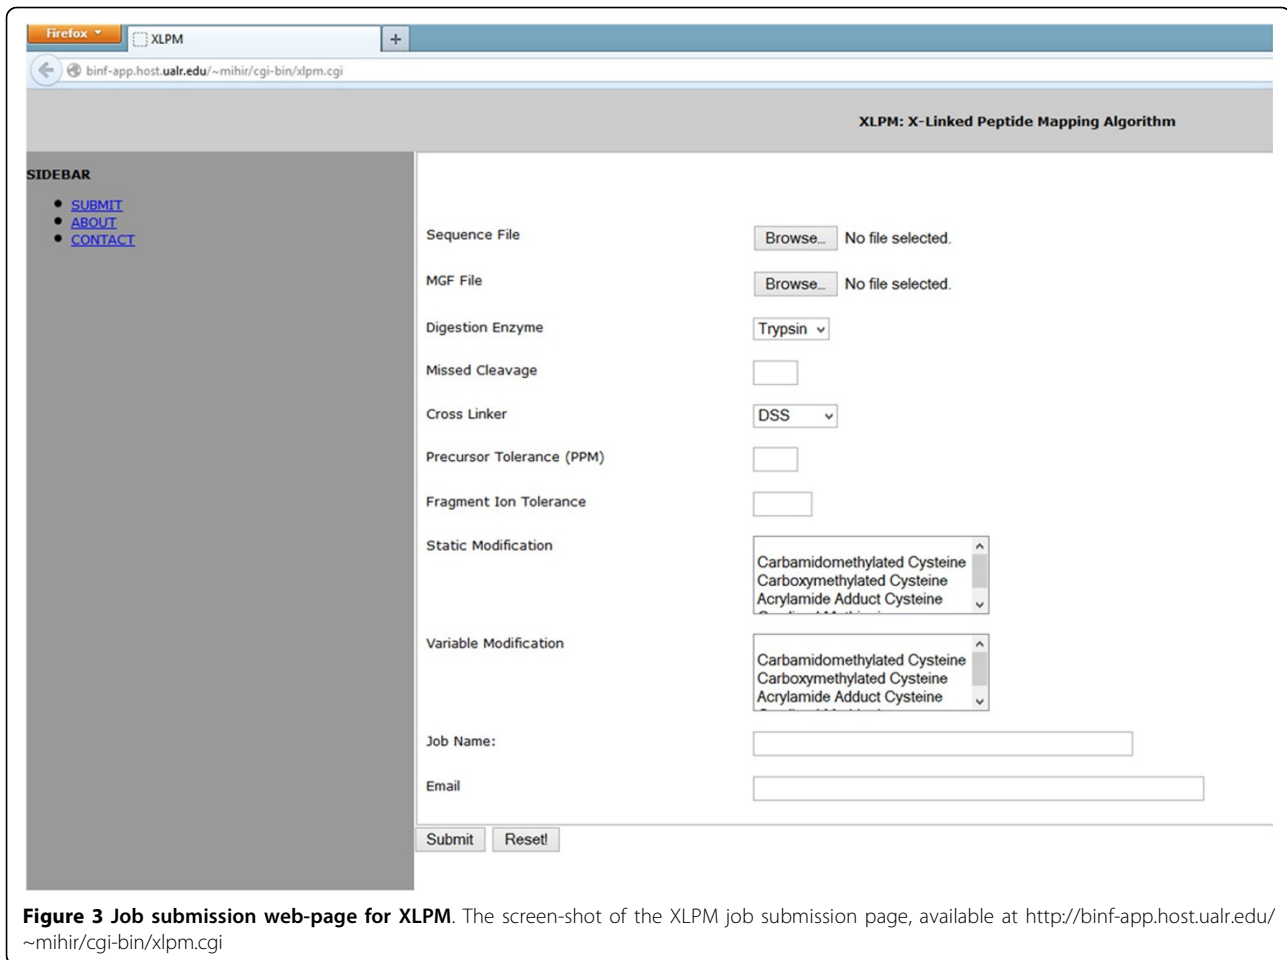 Firefox
XLPM
+
binf-app.host.ualr.edu/~mihir/cgi-bin/xlpm.cgi
XLPM: X-Linked Peptide Mapping Algorithm
SIDEBAR
SUBMIT
ABOUT
CONTACT
Sequence File Browse... No file selected.
MGF File Browse... No file selected.
Digestion Enzyme Trypsin
Missed Cleavage
Cross Linker DSS
Precursor Tolerance (PPM)
Fragment Ion Tolerance
Static Modification
Carbamidomethylated Cysteine
Carboxymethylated Cysteine
Acrylamide Adduct Cysteine
Variable Modification
Carbamidomethylated Cysteine
Carboxymethylated Cysteine
Acrylamide Adduct Cysteine
Job Name:
Email
Submit Reset!
Figure 3 Job submission web-page for XLPM. The screen-shot of the XLPM job submission page, available at http://binf-app.host.ualr.edu/
~mihir/cgi-bin/xlpm.cgi